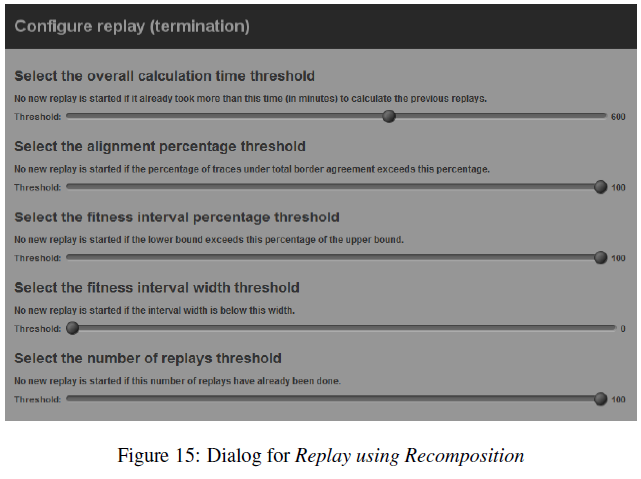 Configure replay (termination)
Select the overall calculation time threshold
No new replay is started if it already took more than this time (in minutes) to calculate the previous replays.
Threshold: 600
Select the alignment percentage threshold
No new replay is started if the percentage of traces under total border agreement exceeds this percentage.
Threshold: 100
Select the fitness interval percentage threshold
No new replay is started if the lower bound exceeds this percentage of the upper bound.
Threshold: 100
Select the fitness interval width threshold
No new replay is started if the interval width is below this width.
Threshold: 0
Select the number of replays threshold
No new replay is started if this number of replays have already been done.
Threshold: 100
Figure 15: Dialog for Replay using Recomposition